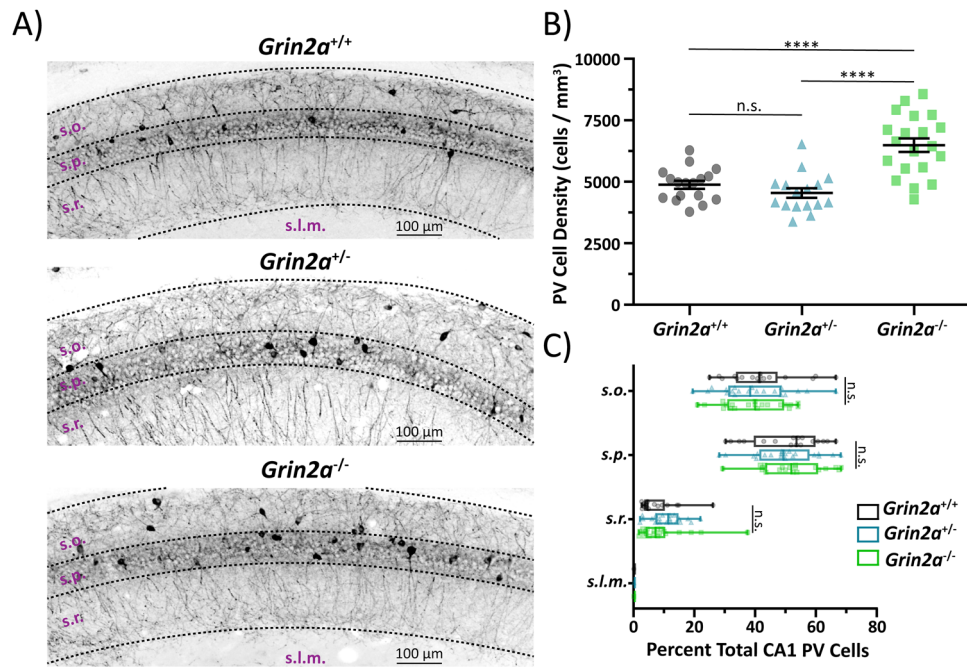 A)
Grin2a+/+
s.o.
s.p.
s.r.
s.l.m.
100 µm
Grin2a+/-
s.o.
s.p.
s.r.
100 µm
Grin2a-/-
s.o.
s.p.
s.r.
s.l.m.
100 µm
B)
****
****
n.s.
PV Cell Density (cells / mm³)
10000
7500
5000
2500
0
Grin2a+/+
Grin2a+/-
Grin2a-/-
C)
s.o.
n.s.
s.p.
n.s.
s.r.
n.s.
s.l.m.
Grin2a+/+
Grin2a+/-
Grin2a-/-
0
20
40
60
80
Percent Total CA1 PV Cells